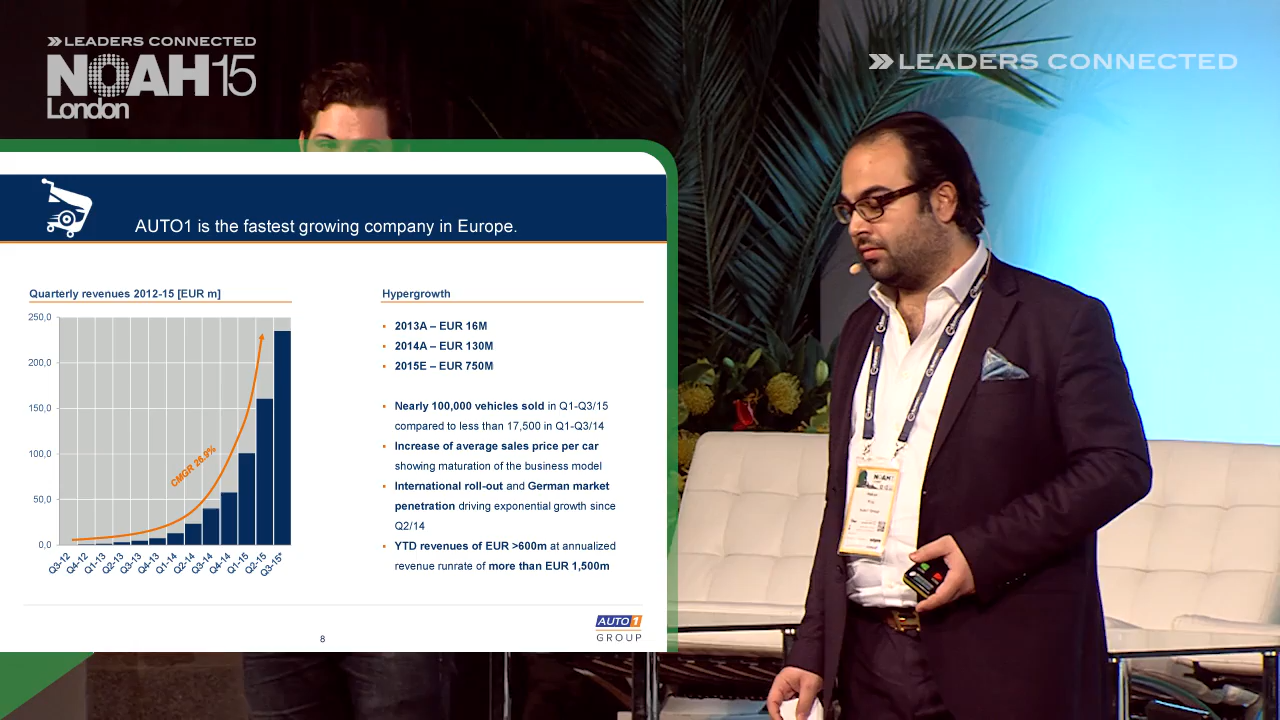 LEADERS CONNECTED
NOAH15
London
LEADERS CONNECTED
AUTO1 is the fastest growing company in Europe.
Quarterly revenues 2012-15 [EUR m]
250,0
200,0
150,0
100,0
50,0
0,0
CMGR 26.9%
Q3-12
Q4-12
Q1-13
Q2-13
Q3-13
Q4-13
Q1-14
Q2-14
Q3-14
Q4-14
Q1-15
Q2-15
Q3-15*
Hypergrowth
• 2013A – EUR 16M
• 2014A – EUR 130M
• 2015E – EUR 750M
• Nearly 100,000 vehicles sold in Q1-Q3/15
compared to less than 17,500 in Q1-Q3/14
• Increase of average sales price per car
showing maturation of the business model
• International roll-out and German market
penetration driving exponential growth since
Q2/14
• YTD revenues of EUR >600m at annualized
revenue runrate of more than EUR 1,500m
AUTO1
GROUP
8
NOAH